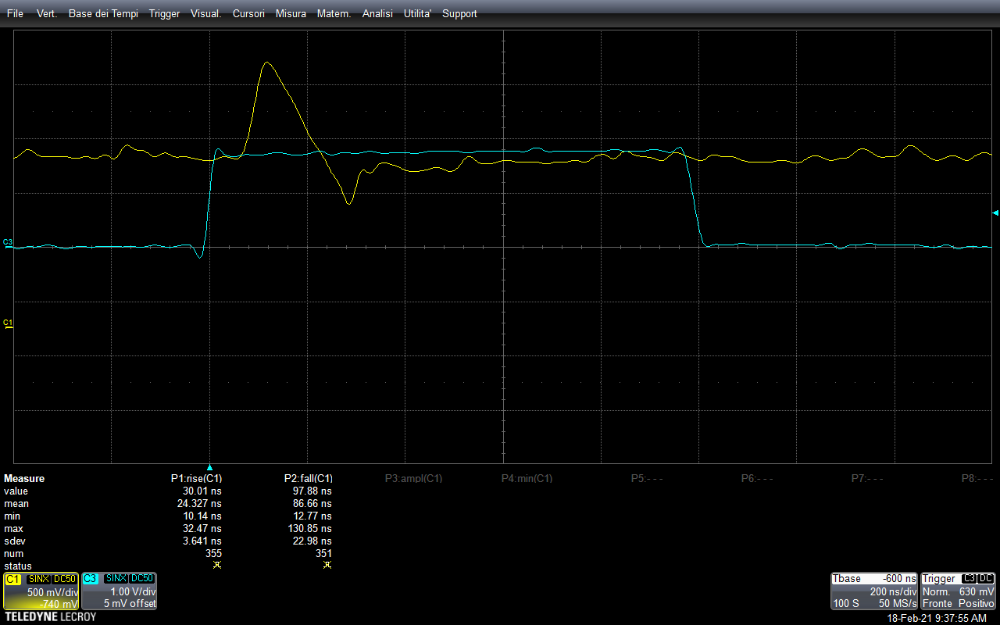 File Vert. Base dei Tempi Trigger Visual. Cursori Misura Matem. Analisi Utilita' Support
C3
C1
Measure P1:rise(C1) P2:fall(C1) P3:ampl(C1) P4:min(C1) P5:- - - P6:- - - P7:- - - P8:- - -
value 30.01 ns 97.88 ns
mean 24.327 ns 86.66 ns
min 10.14 ns 12.77 ns
max 32.47 ns 130.85 ns
sdev 3.641 ns 22.98 ns
num 355 351
status
C1 SINX DC50 C3 SINX DC50 Tbase -600 ns Trigger C3 DC
500 mV/div 1.00 V/div 200 ns/div Norm. 630 mV
-740 mV 5 mV offset 100 S 50 MS/s Fronte Positivo
TELEDYNE LECROY 18-Feb-21 9:37:55 AM